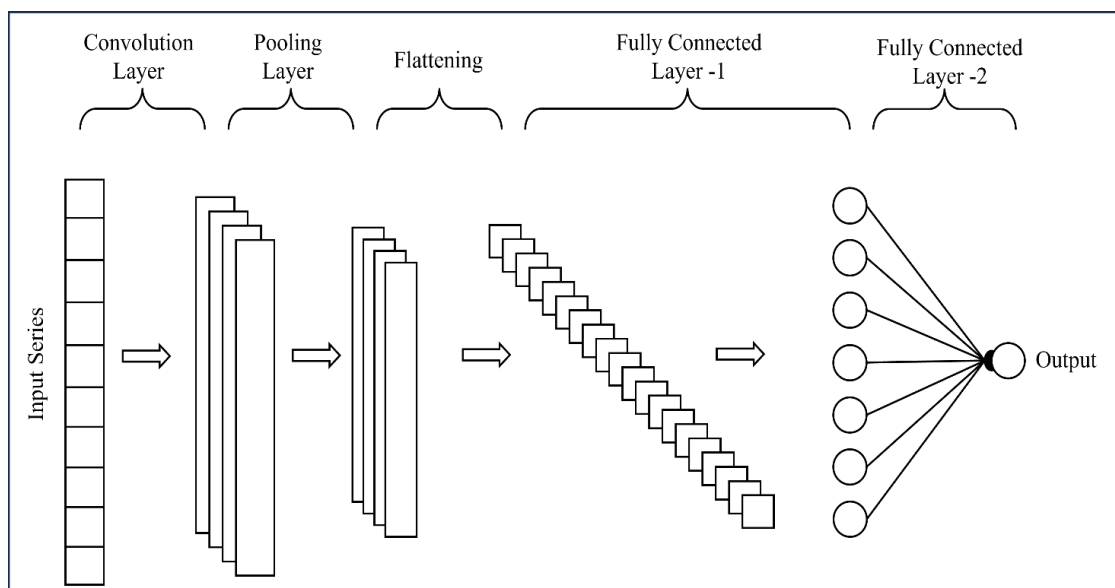 Convolution
Layer
Pooling
Layer
Flattening
Fully Connected
Layer -1
Fully Connected
Layer -2
Input Series
Output